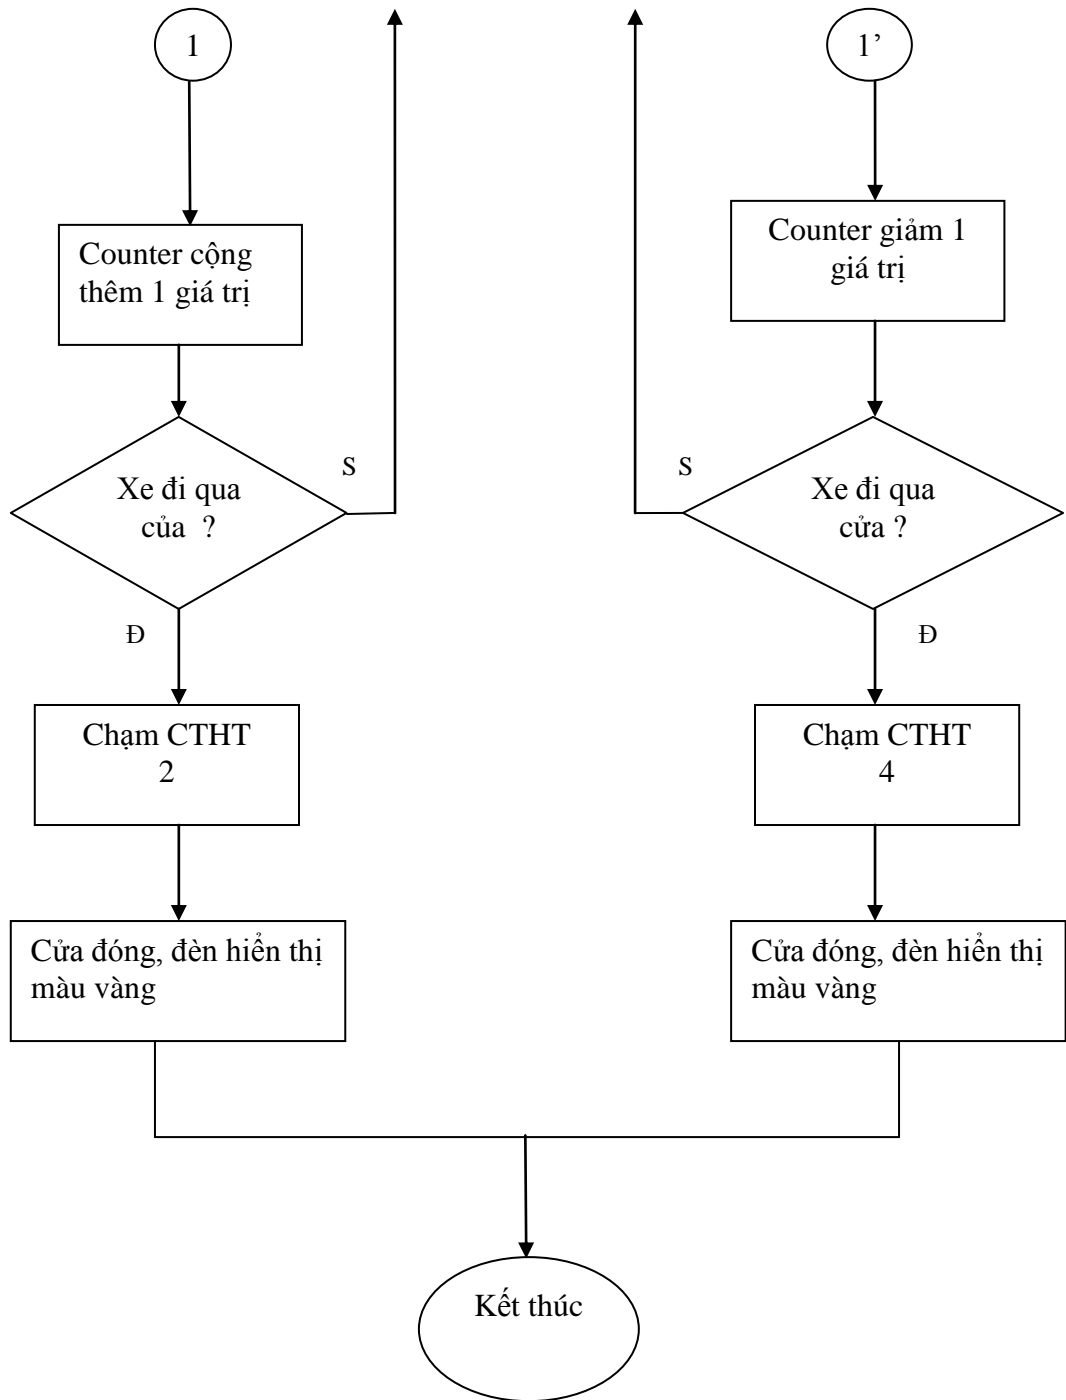 1
1’
Counter cộng
thêm 1 giá trị
Counter giảm 1
giá trị
Xe đi qua
của ?
S
S
Xe đi qua
cửa ?
Đ
Đ
Chạm CTHT
2
Chạm CTHT
4
Cửa đóng, đèn hiển thị
màu vàng
Cửa đóng, đèn hiển thị
màu vàng
Kết thúc